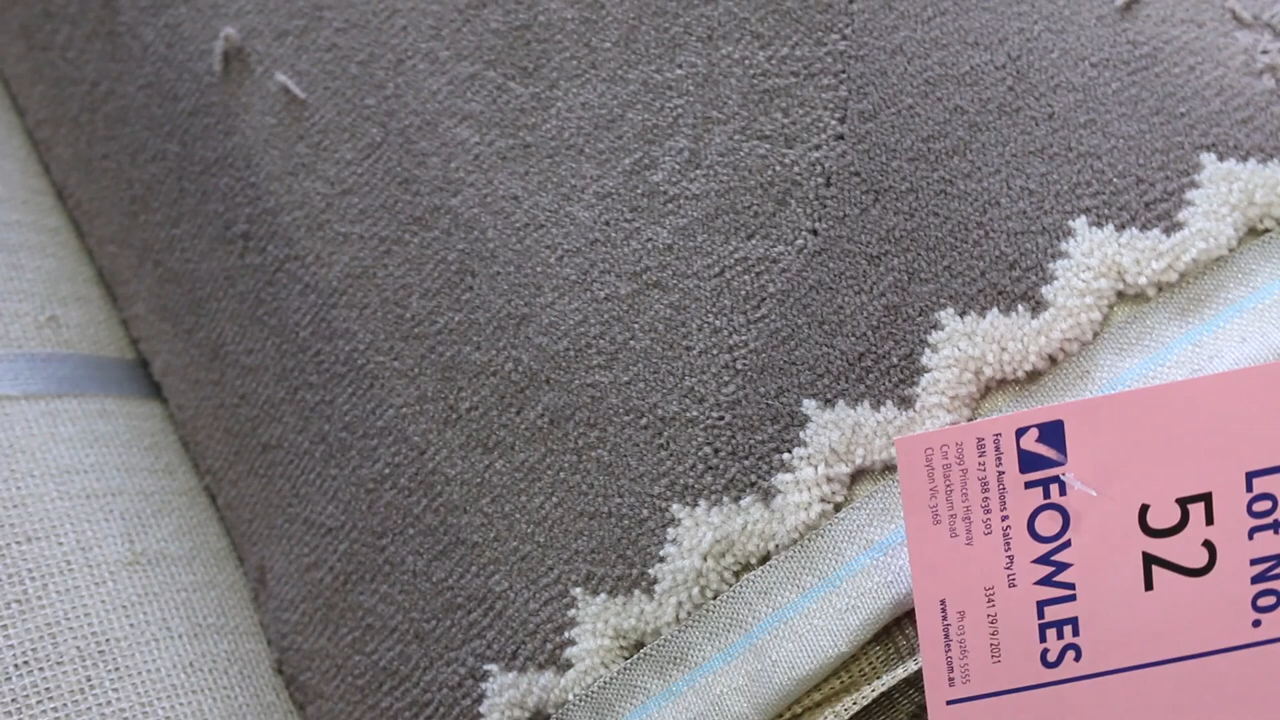 Lot No.
52
FOWLES
Fowles Auctions & Sales Pty Ltd
ABN 27 388 638 503
3341 29/9/2021
2099 Princes Highway
Cnr Blackburn Road
Clayton Vic 3168
Ph 03 9265 5555
www.fowles.com.au